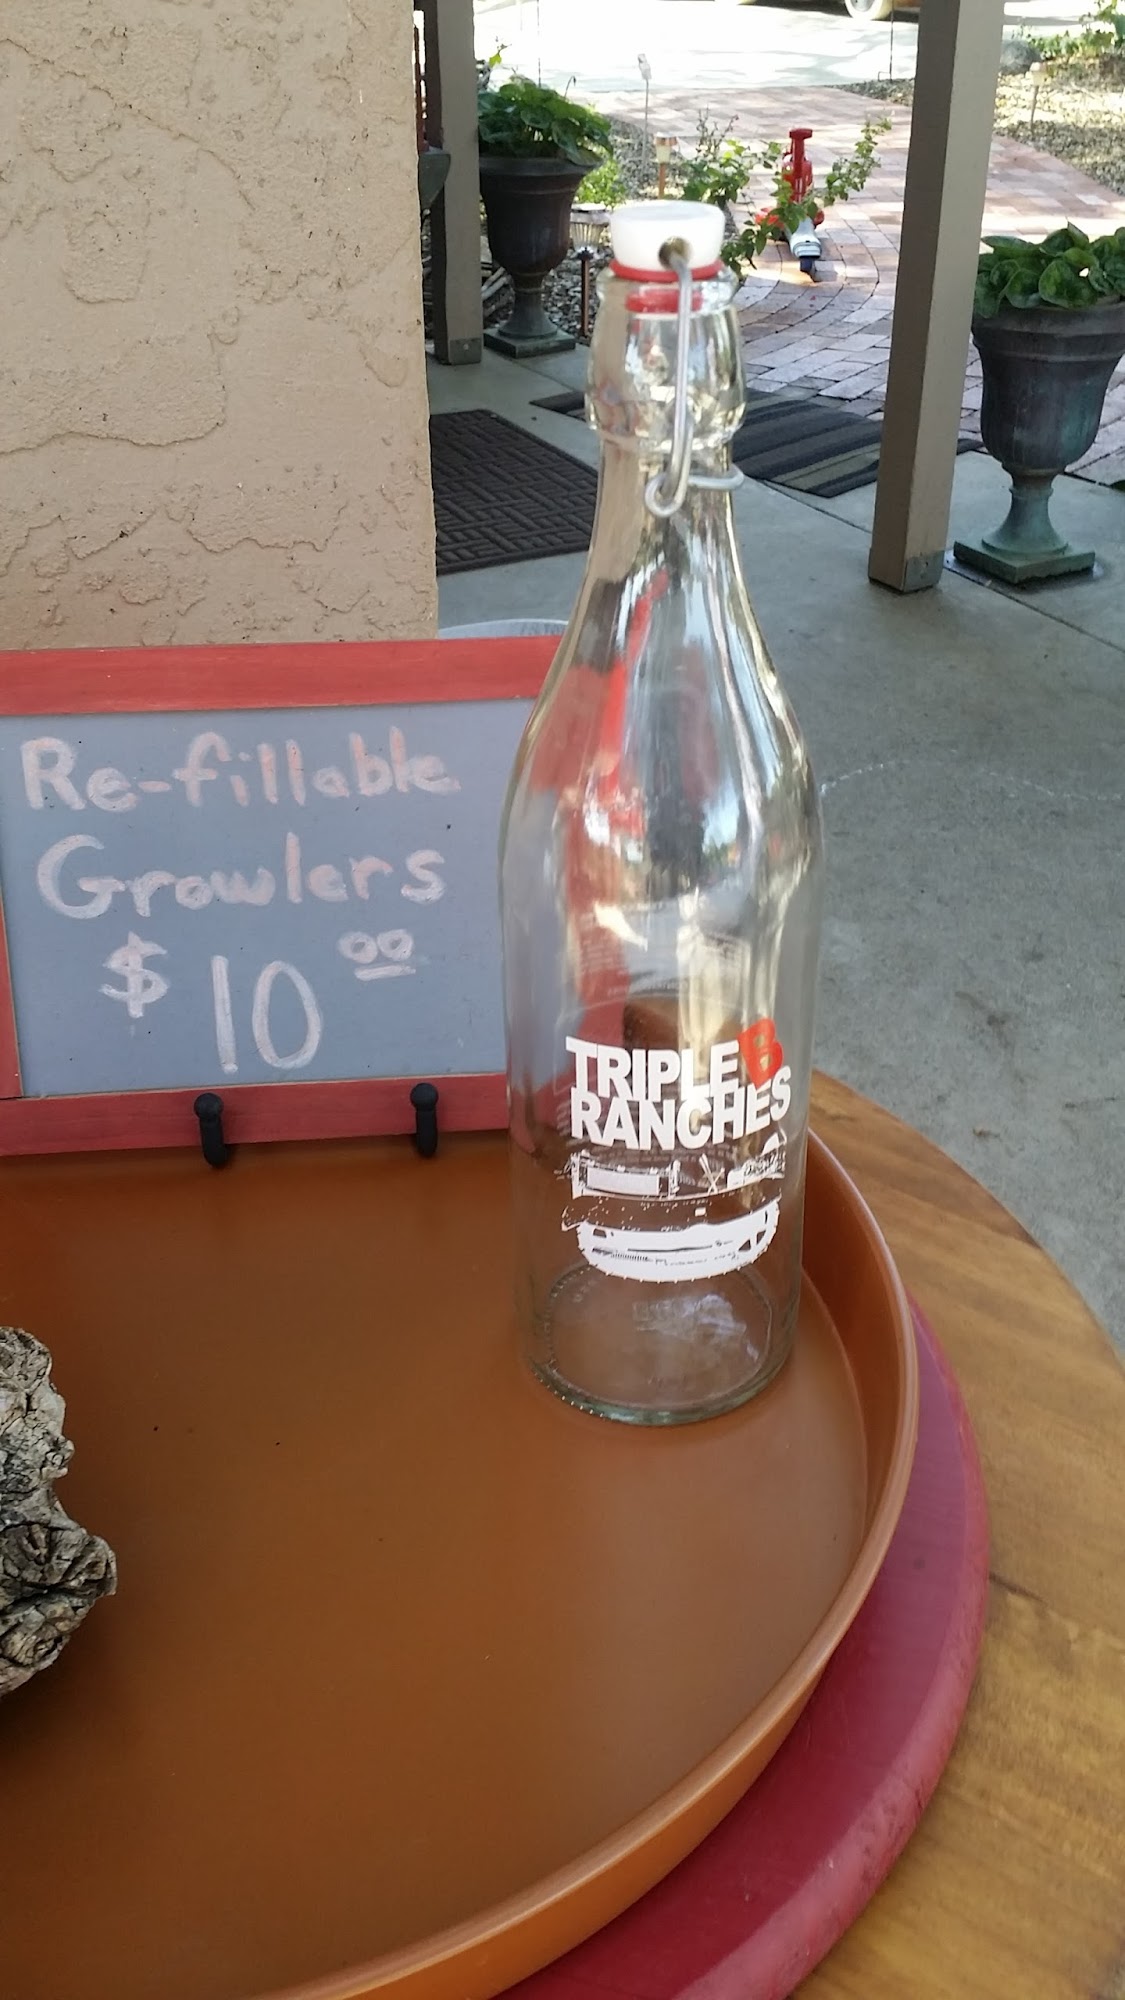 Re-fillable
Growlers
$10.00
TRIPLE B
RANCHES